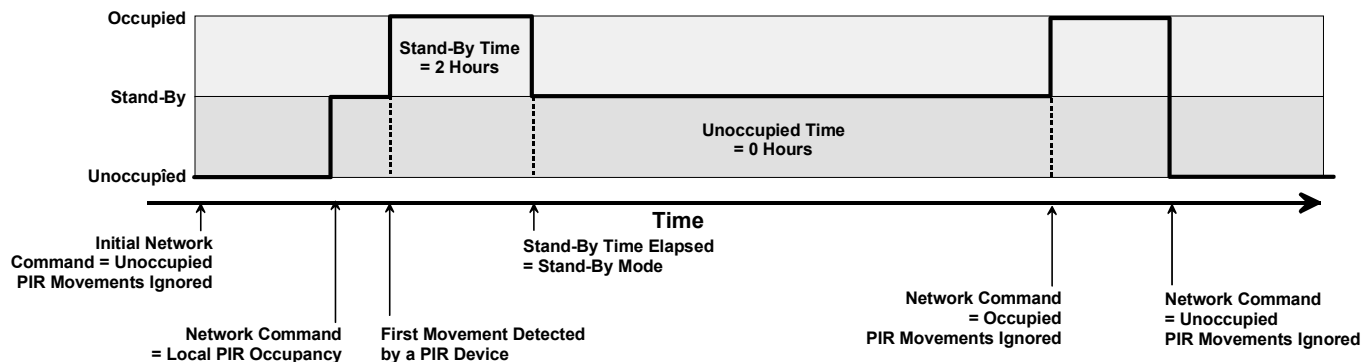 Occupied
Stand-By Time
= 2 Hours
Stand-By
Unoccupied Time
= 0 Hours
Unoccupied
Time
Initial Network
Command = Unoccupied
PIR Movements Ignored
Stand-By Time Elapsed
= Stand-By Mode
Network Command
= Local PIR Occupancy
First Movement Detected
by a PIR Device
Network Command
= Occupied
PIR Movements Ignored
Network Command
= Unoccupied
PIR Movements Ignored